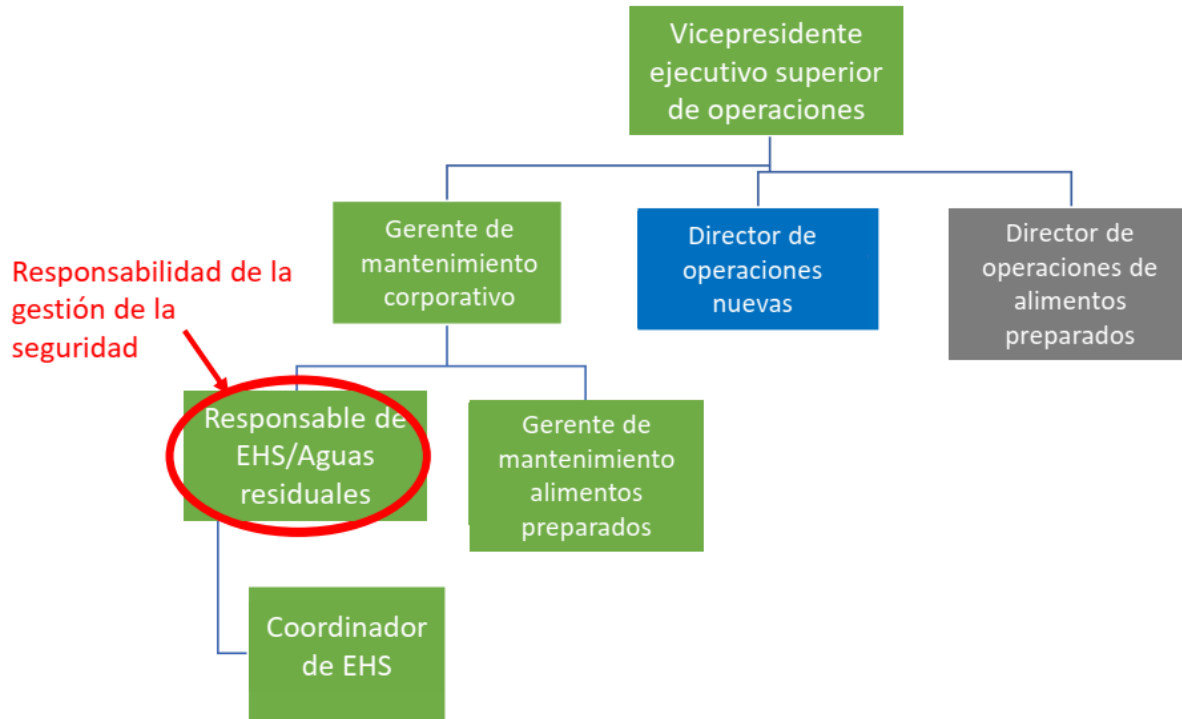 Vicepresidente
ejecutivo superior
de operaciones
Gerente de
mantenimiento
corporativo
Director de
operaciones
nuevas
Director de
operaciones de
alimentos
preparados
Responsabilidad de la
gestión de la
seguridad
Responsable de
EHS/Aguas
residuales
Gerente de
mantenimiento
alimentos
preparados
Coordinador
de EHS